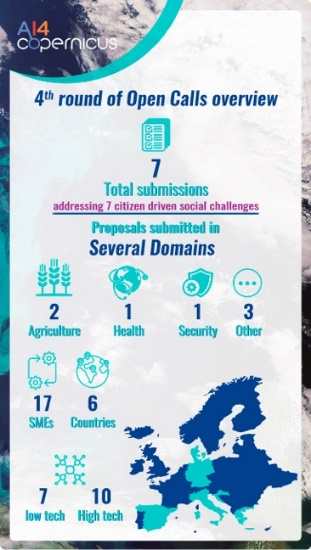 AI4
copernicus
4th round of Open Calls overview
7
Total submissions
addressing 7 citizen driven social challenges
Proposals submitted in
Several Domains
2 1 1 3
Agriculture Health Security Other
17 6
SMEs Countries
7 10
low tech High tech